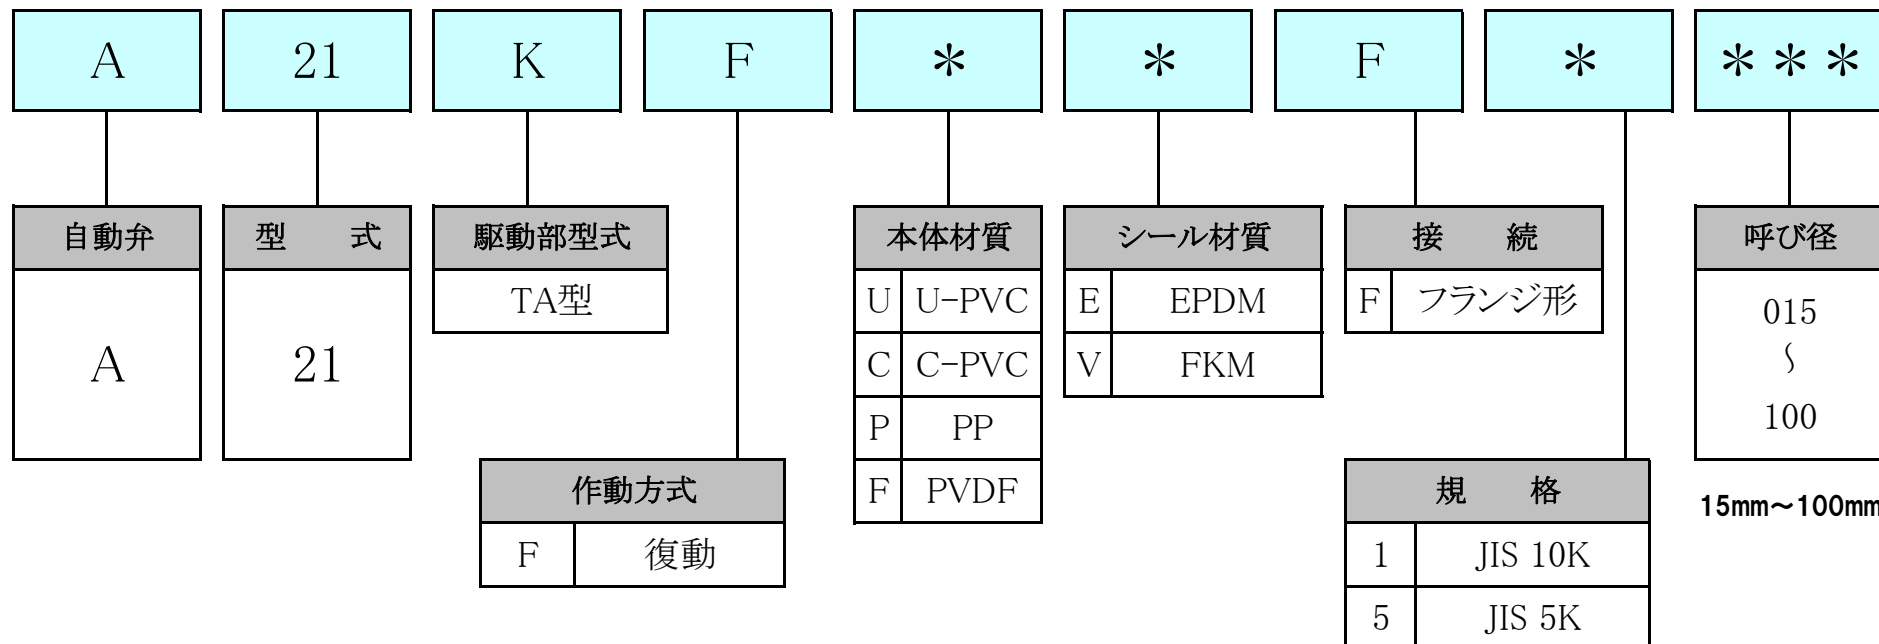 A 21 K F * * F * ***
自動弁 型 式 駆動部型式 本体材質 シール材質 接 続 呼び径
A 21 TA型
U U-PVC
C C-PVC
P PP
F PVDF
E EPDM
V FKM
F フランジ形
015
〜
100
作動方式
F 復動
規 格
1 JIS 10K
5 JIS 5K
15mm～100mm